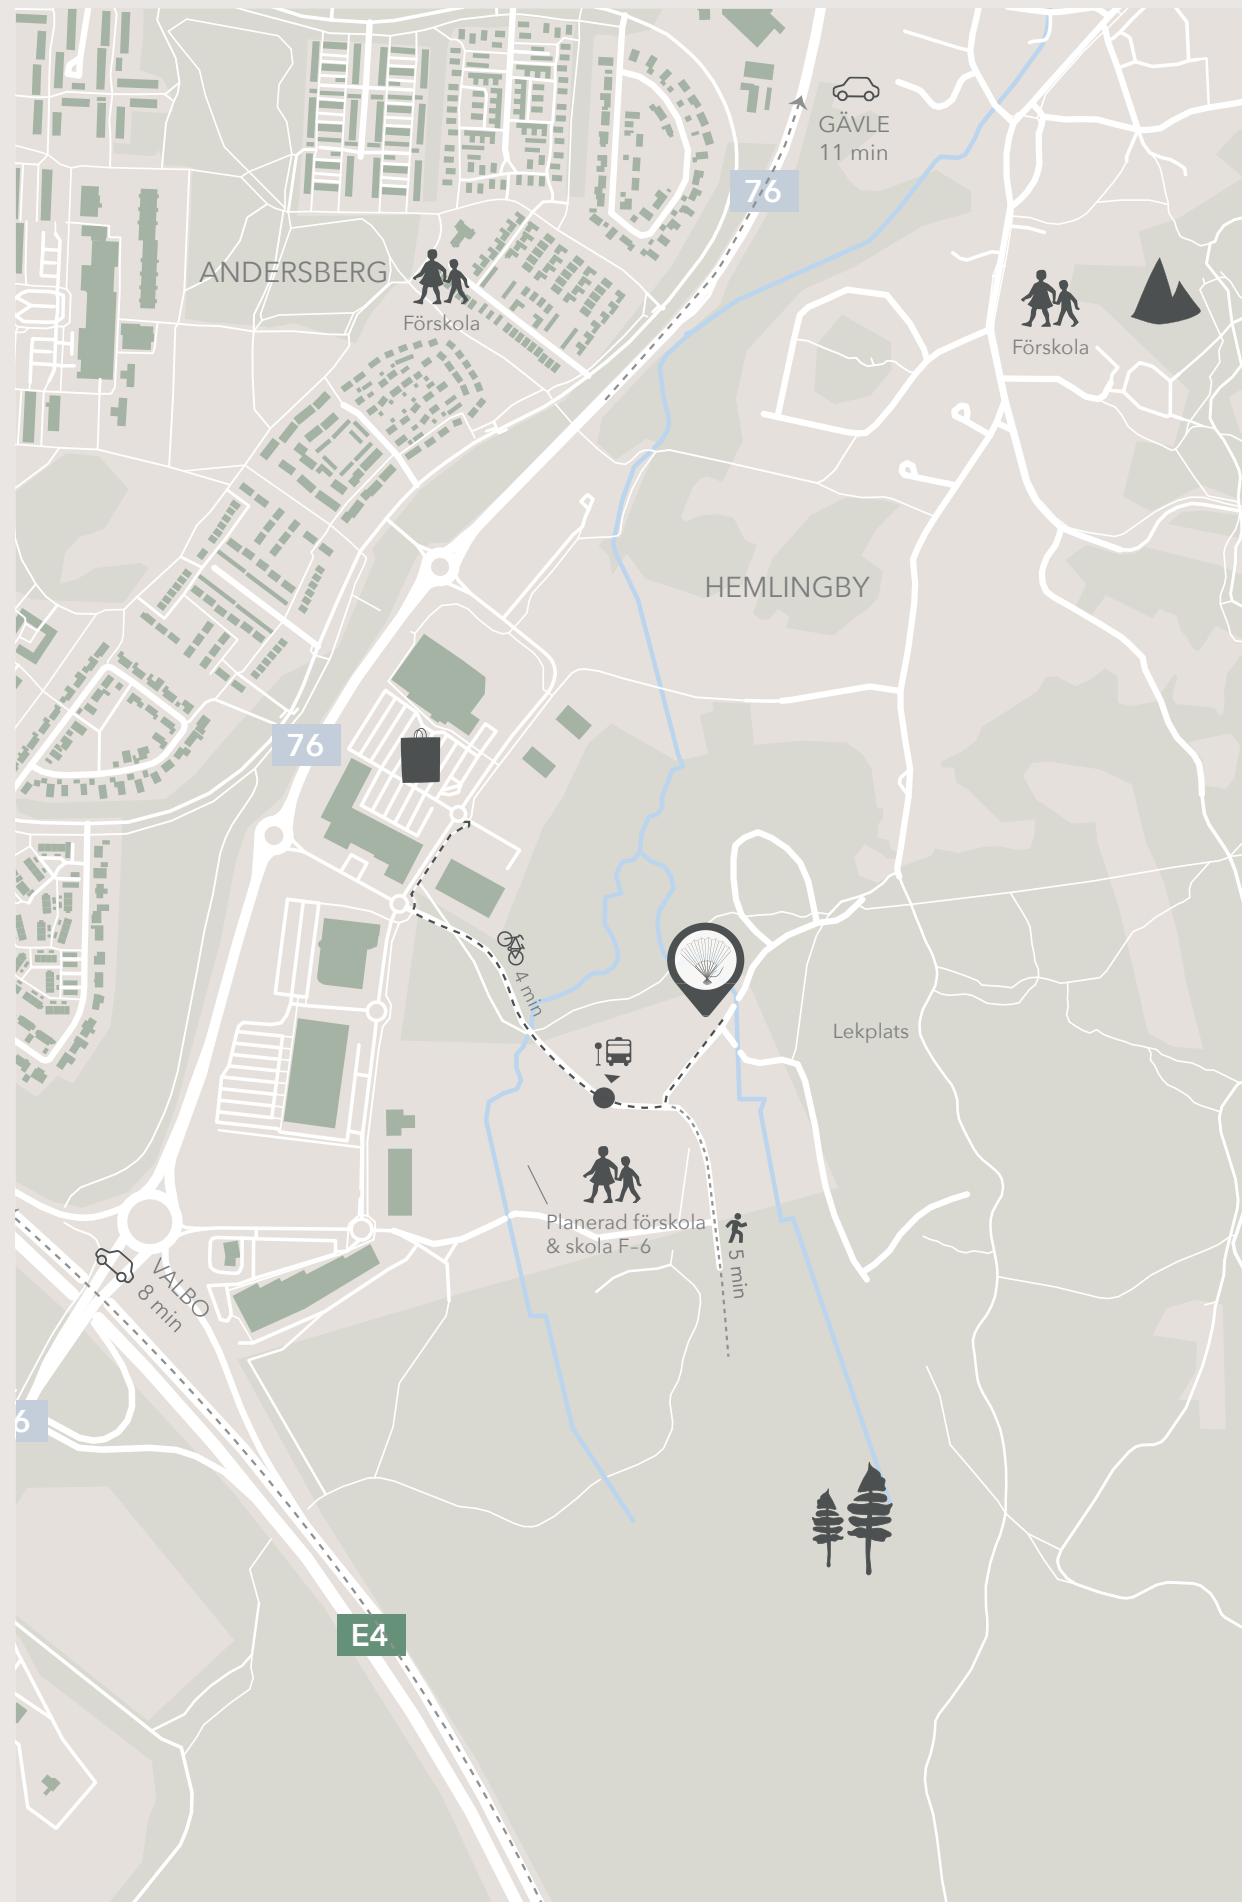 GÄVLE
11 min
76
ANDERSBERG
Förskola
Förskola
HEMLINGBY
76
4 min
Lekplats
Planerad förskola
& skola F-6
5 min
VALBO
8 min
6
E4